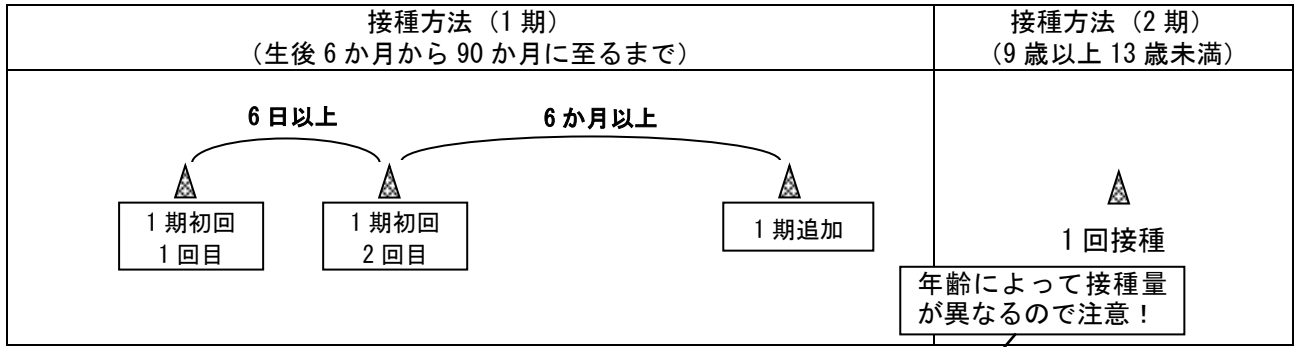 接種方法（1期）
（生後6か月から90か月に至るまで）
接種方法（2期）
（9歳以上13歳未満）
6日以上
6か月以上
1期初回
1回目
1期初回
2回目
1期追加
1回接種
年齢によって接種量
が異なるので注意！